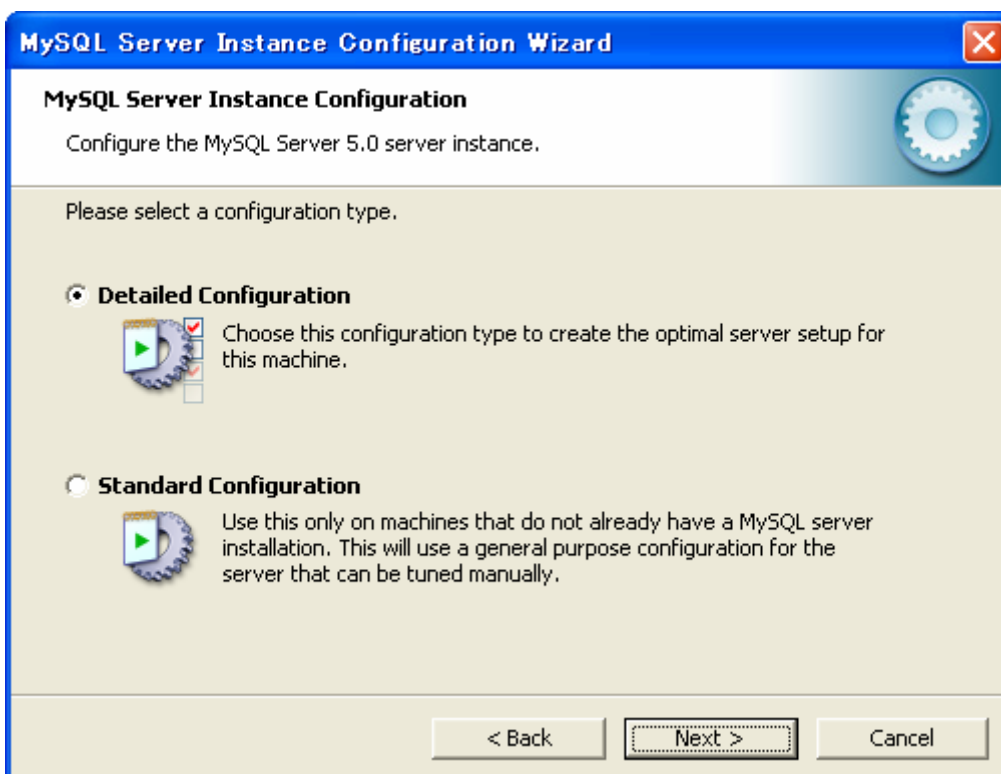 MySQL Server Instance Configuration Wizard
MySQL Server Instance Configuration
Configure the MySQL Server 5.0 server instance.
Please select a configuration type.
Detailed Configuration
Choose this configuration type to create the optimal server setup for
this machine.
Standard Configuration
Use this only on machines that do not already have a MySQL server
installation. This will use a general purpose configuration for the
server that can be tuned manually.
< Back
Next >
Cancel